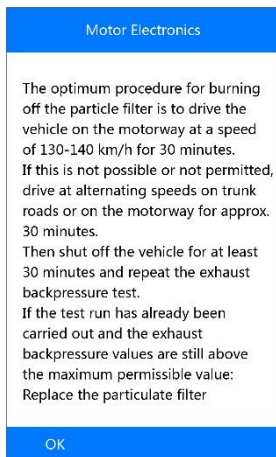 Motor Electronics
The optimum procedure for burning
off the particle filter is to drive the
vehicle on the motorway at a speed
of 130-140 km/h for 30 minutes.
If this is not possible or not permitted,
drive at alternating speeds on trunk
roads or on the motorway for approx.
30 minutes.
Then shut off the vehicle for at least
30 minutes and repeat the exhaust
backpressure test.
If the test run has already been
carried out and the exhaust
backpressure values are still above
the maximum permissible value:
Replace the particulate filter
OK